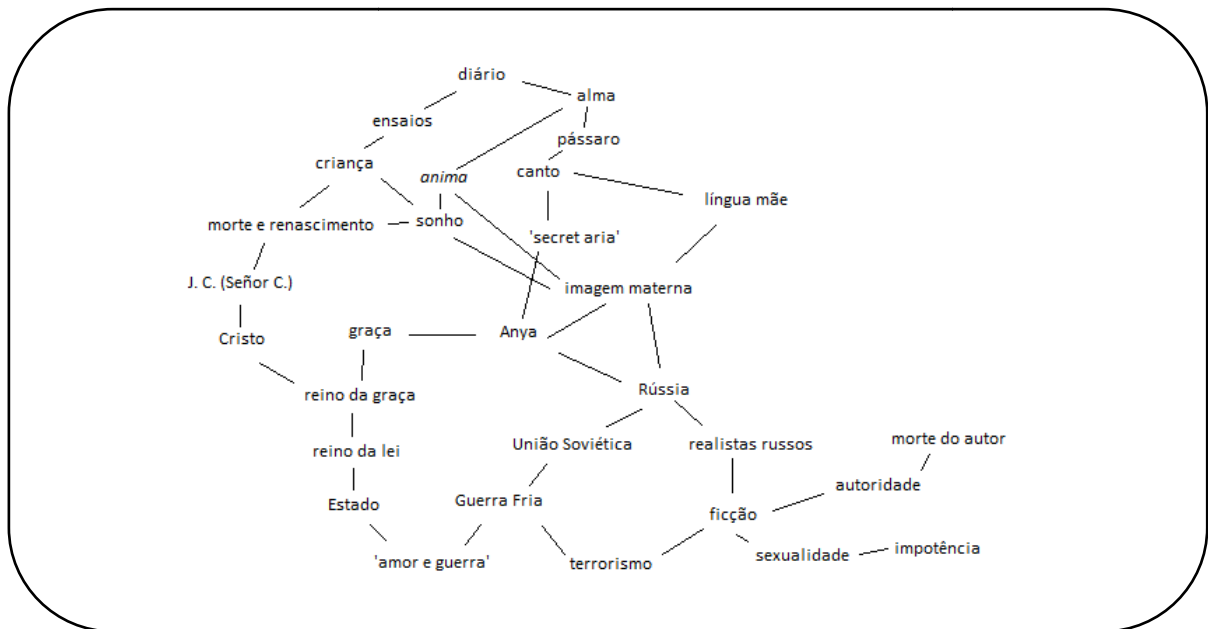 diário
alma
ensaios
pássaro
criança
anima
canto
língua mãe
morte e renascimento
sonho
'secret aria'
J. C. (Señor C.)
imagem materna
Cristo
graça
Anya
reino da graça
Rússia
reino da lei
União Soviética
realistas russos
morte do autor
Estado
Guerra Fria
ficção
autoridade
'amor e guerra'
terrorismo
sexualidade
impotência